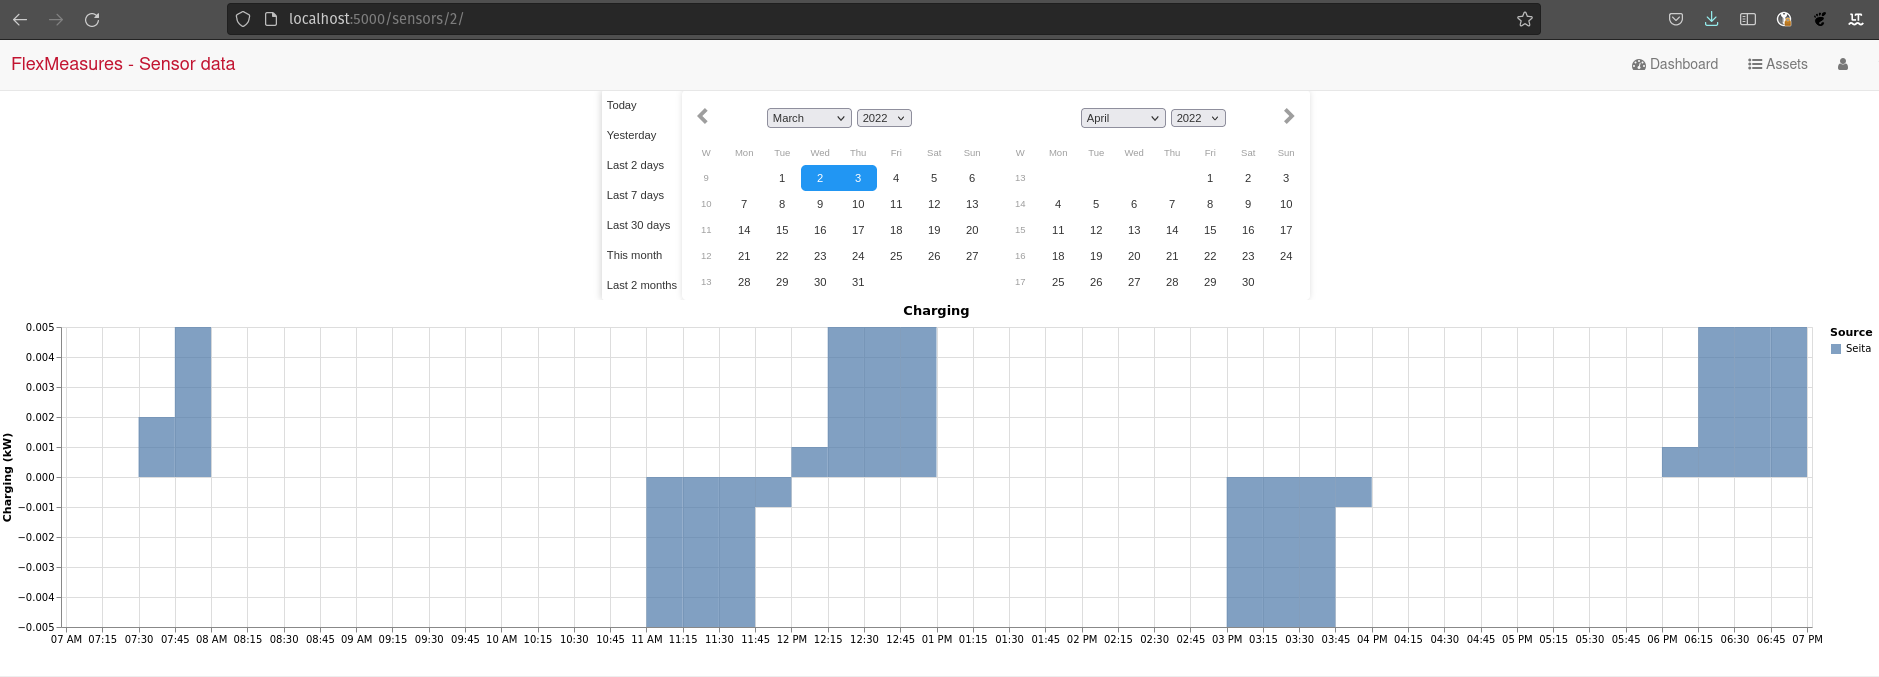 localhost:5000/sensors/2/
FlexMeasures - Sensor data
Dashboard
Assets
Today
Yesterday
Last 2 days
Last 7 days
Last 30 days
This month
Last 2 months
March 2022
W Mon Tue Wed Thu Fri Sat Sun
9 1 2 3 4 5 6
10 7 8 9 10 11 12 13
11 14 15 16 17 18 19 20
12 21 22 23 24 25 26 27
13 28 29 30 31
April 2022
W Mon Tue Wed Thu Fri Sat Sun
13 1 2 3
14 4 5 6 7 8 9 10
15 11 12 13 14 15 16 17
16 18 19 20 21 22 23 24
17 25 26 27 28 29 30
Charging
Charging (kW)
0.005
0.004
0.003
0.002
0.001
0.000
−0.001
−0.002
−0.003
−0.004
−0.005
07 AM 07:15 07:30 07:45 08 AM 08:15 08:30 08:45 09 AM 09:15 09:30 09:45 10 AM 10:15 10:30 10:45 11 AM 11:15 11:30 11:45 12 PM 12:15 12:30 12:45 01 PM 01:15 01:30 01:45 02 PM 02:15 02:30 02:45 03 PM 03:15 03:30 03:45 04 PM 04:15 04:30 04:45 05 PM 05:15 05:30 05:45 06 PM 06:15 06:30 06:45 07 PM
Source
Seita
LT